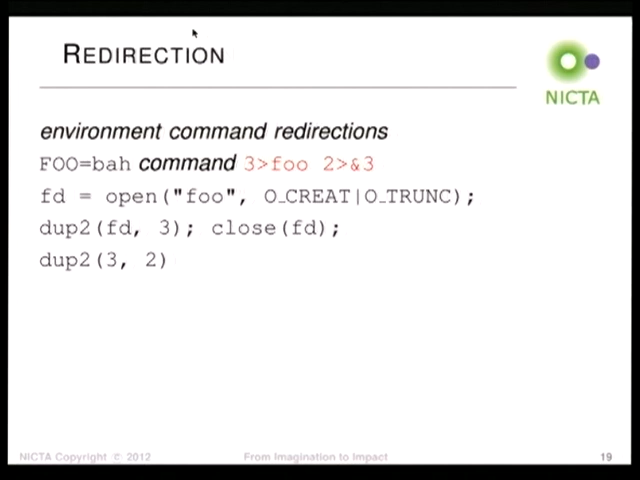 REDIRECTION
NICTA
environment command redirections
FOO=bah command 3>foo 2>&3
fd = open("foo", O_CREAT|O_TRUNC);
dup2(fd, 3); close(fd);
dup2(3, 2)
NICTA Copyright © 2012
From Imagination to Impact
19